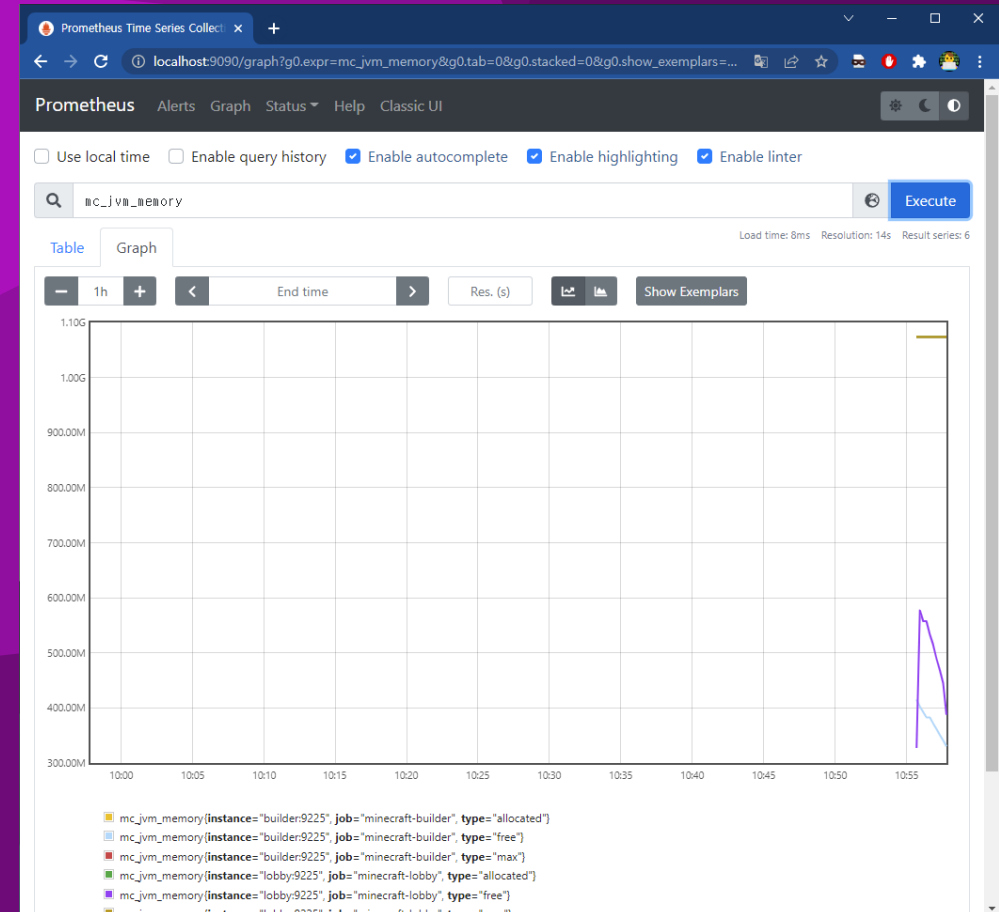 Prometheus Time Series Collecti
localhost:9090/graph?g0.expr=mc_jvm_memory&g0.tab=0&g0.stacked=0&g0.show_exemplars=...
Prometheus Alerts Graph Status Help Classic UI
Use local time Enable query history Enable autocomplete Enable highlighting Enable linter
mc_jvm_memory Execute
Load time: 8ms Resolution: 14s Result series: 6
Table Graph
1h End time Res. (s) Show Exemplars
1.10G
1.00G
900.00M
800.00M
700.00M
600.00M
500.00M
400.00M
300.00M
10:00 10:05 10:10 10:15 10:20 10:25 10:30 10:35 10:40 10:45 10:50 10:55
mc_jvm_memory{instance="builder:9225", job="minecraft-builder", type="allocated"}
mc_jvm_memory{instance="builder:9225", job="minecraft-builder", type="free"}
mc_jvm_memory{instance="builder:9225", job="minecraft-builder", type="max"}
mc_jvm_memory{instance="lobby:9225", job="minecraft-lobby", type="allocated"}
mc_jvm_memory{instance="lobby:9225", job="minecraft-lobby", type="free"}